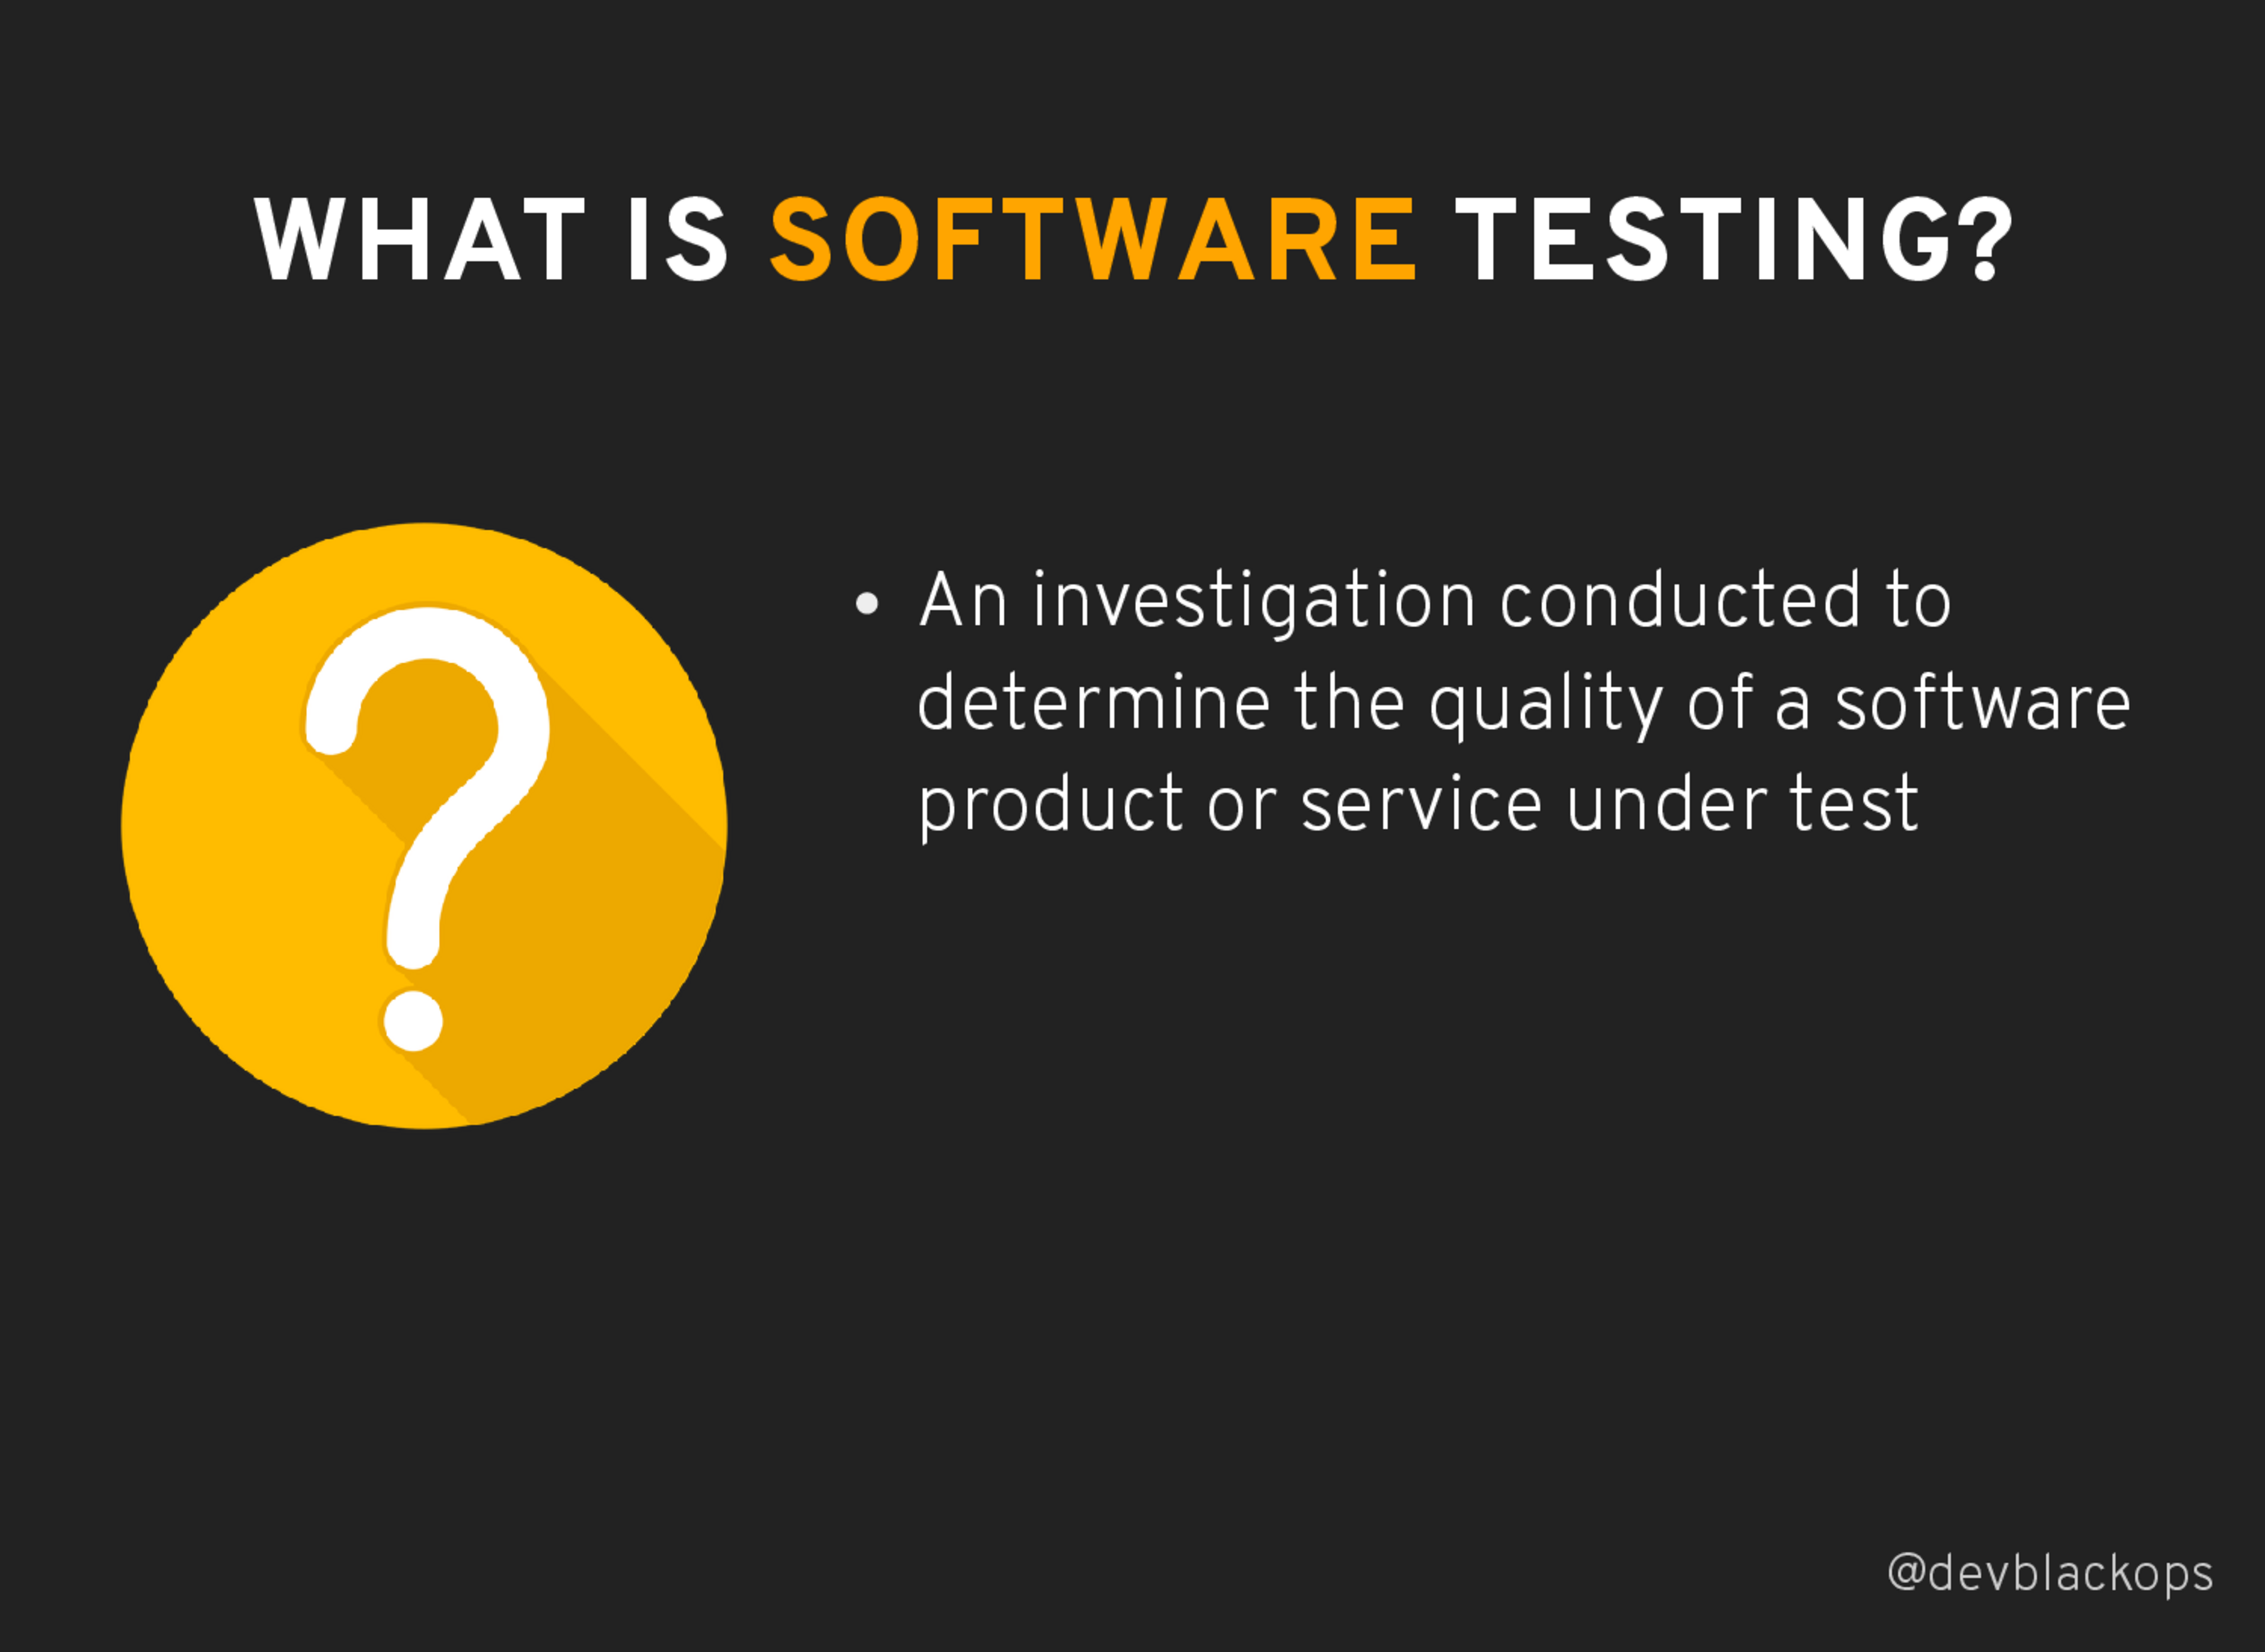 WHAT IS SOFTWARE TESTING?
• An investigation conducted to
determine the quality of a software
product or service under test
@devblackops